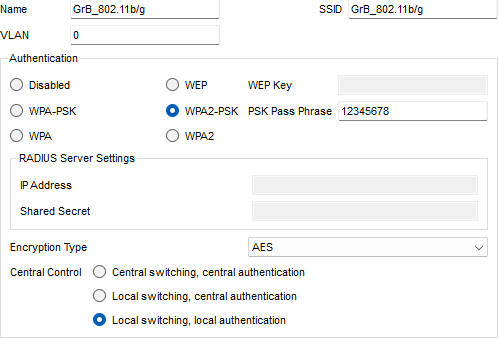 Name GrB_802.11b/g SSID GrB_802.11b/g
VLAN 0
Authentication
Disabled WEP WEP Key
WPA-PSK WPA2-PSK PSK Pass Phrase 12345678
WPA WPA2
RADIUS Server Settings
IP Address
Shared Secret
Encryption Type AES
Central Control Central switching, central authentication
Local switching, central authentication
Local switching, local authentication